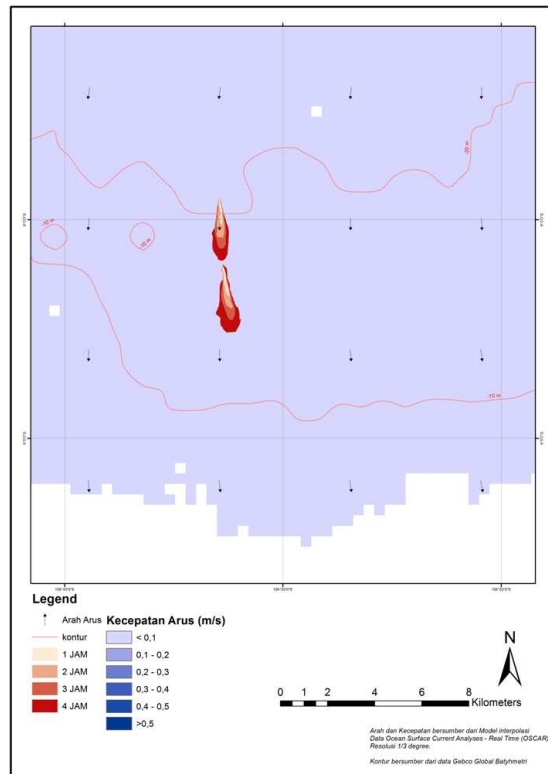 -20 m
-10 m
-10 m
-10 m
Legend
Arah Arus
kontur
1 JAM
2 JAM
3 JAM
4 JAM
Kecepatan Arus (m/s)
< 0,1
0,1 - 0,2
0,2 - 0,3
0,3 - 0,4
0,4 - 0,5
>0,5
N
0 1 2 4 6 8
Kilometers
Arah dan Kecepatan bersumber dari Model interpolasi
Data Ocean Surface Current Analyses - Real Time (OSCAR)
Resolusi 1/3 degree.
Kontur bersumber dari data Gebco Global Batyhmetri